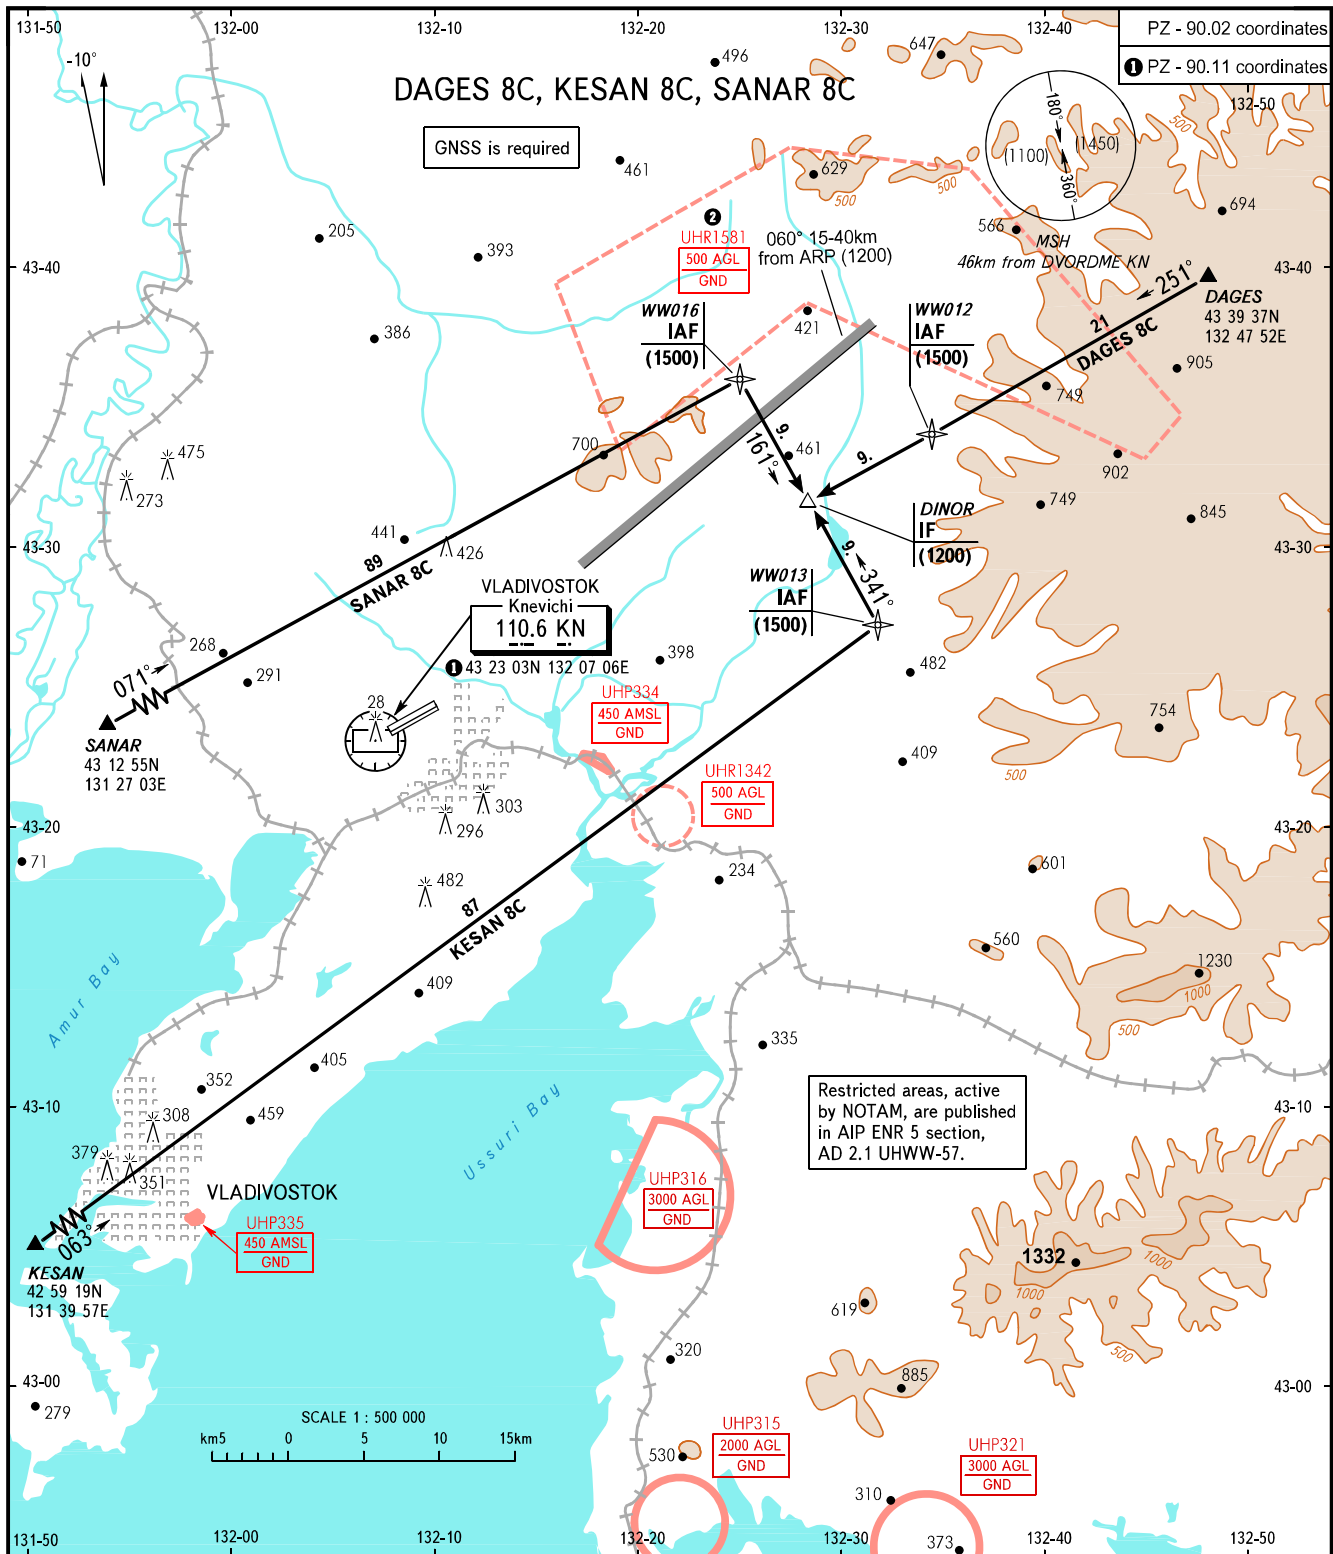 131-50
132-00
132-10
132-20
132-30
132-40
PZ - 90.02 coordinates
❶ PZ - 90.11 coordinates
132-50
-10°
496
647
DAGES 8C, KESAN 8C, SANAR 8C
GNSS is required
461
629
500
500
500
180°
360°
(1100)
(1450)
694
566
MSH
46km from DVORDME KN
205
393
❷
UHR1581
500 AGL
GND
060° 15-40km
from ARP (1200)
43-40
43-40
251°
DAGES
43 39 37N
132 47 52E
21
DAGES 8C
WW016
IAF
(1500)
421
WW012
IAF
(1500)
386
905
749
700
9.
161°
461
9.
902
475
273
749
845
DINOR
IF
(1200)
441
426
43-30
43-30
89
SANAR 8C
9.
341°
WW013
IAF
(1500)
VLADIVOSTOK
Knevichi
110.6 KN
❶ 43 23 03N 132 07 06E
268
291
398
482
071°
SANAR
43 12 55N
131 27 03E
28
UHP334
450 AMSL
GND
754
409
500
UHR1342
500 AGL
GND
303
296
43-20
43-20
71
482
234
601
87
KESAN 8C
560
1230
1000
500
409
Amur Bay
335
405
352
Ussuri Bay
43-10
43-10
308
459
379
351
Restricted areas, active
by NOTAM, are published
in AIP ENR 5 section,
AD 2.1 UHWW-57.
VLADIVOSTOK
UHP316
3000 AGL
GND
UHP335
450 AMSL
GND
063°
KESAN
42 59 19N
131 39 57E
1332
1000
1000
500
619
320
885
43-00
43-00
279
SCALE 1 : 500 000
km5
0
5
10
15km
UHP315
2000 AGL
GND
530
UHP321
3000 AGL
GND
310
373
131-50
132-00
132-10
132-20
132-30
132-40
132-50